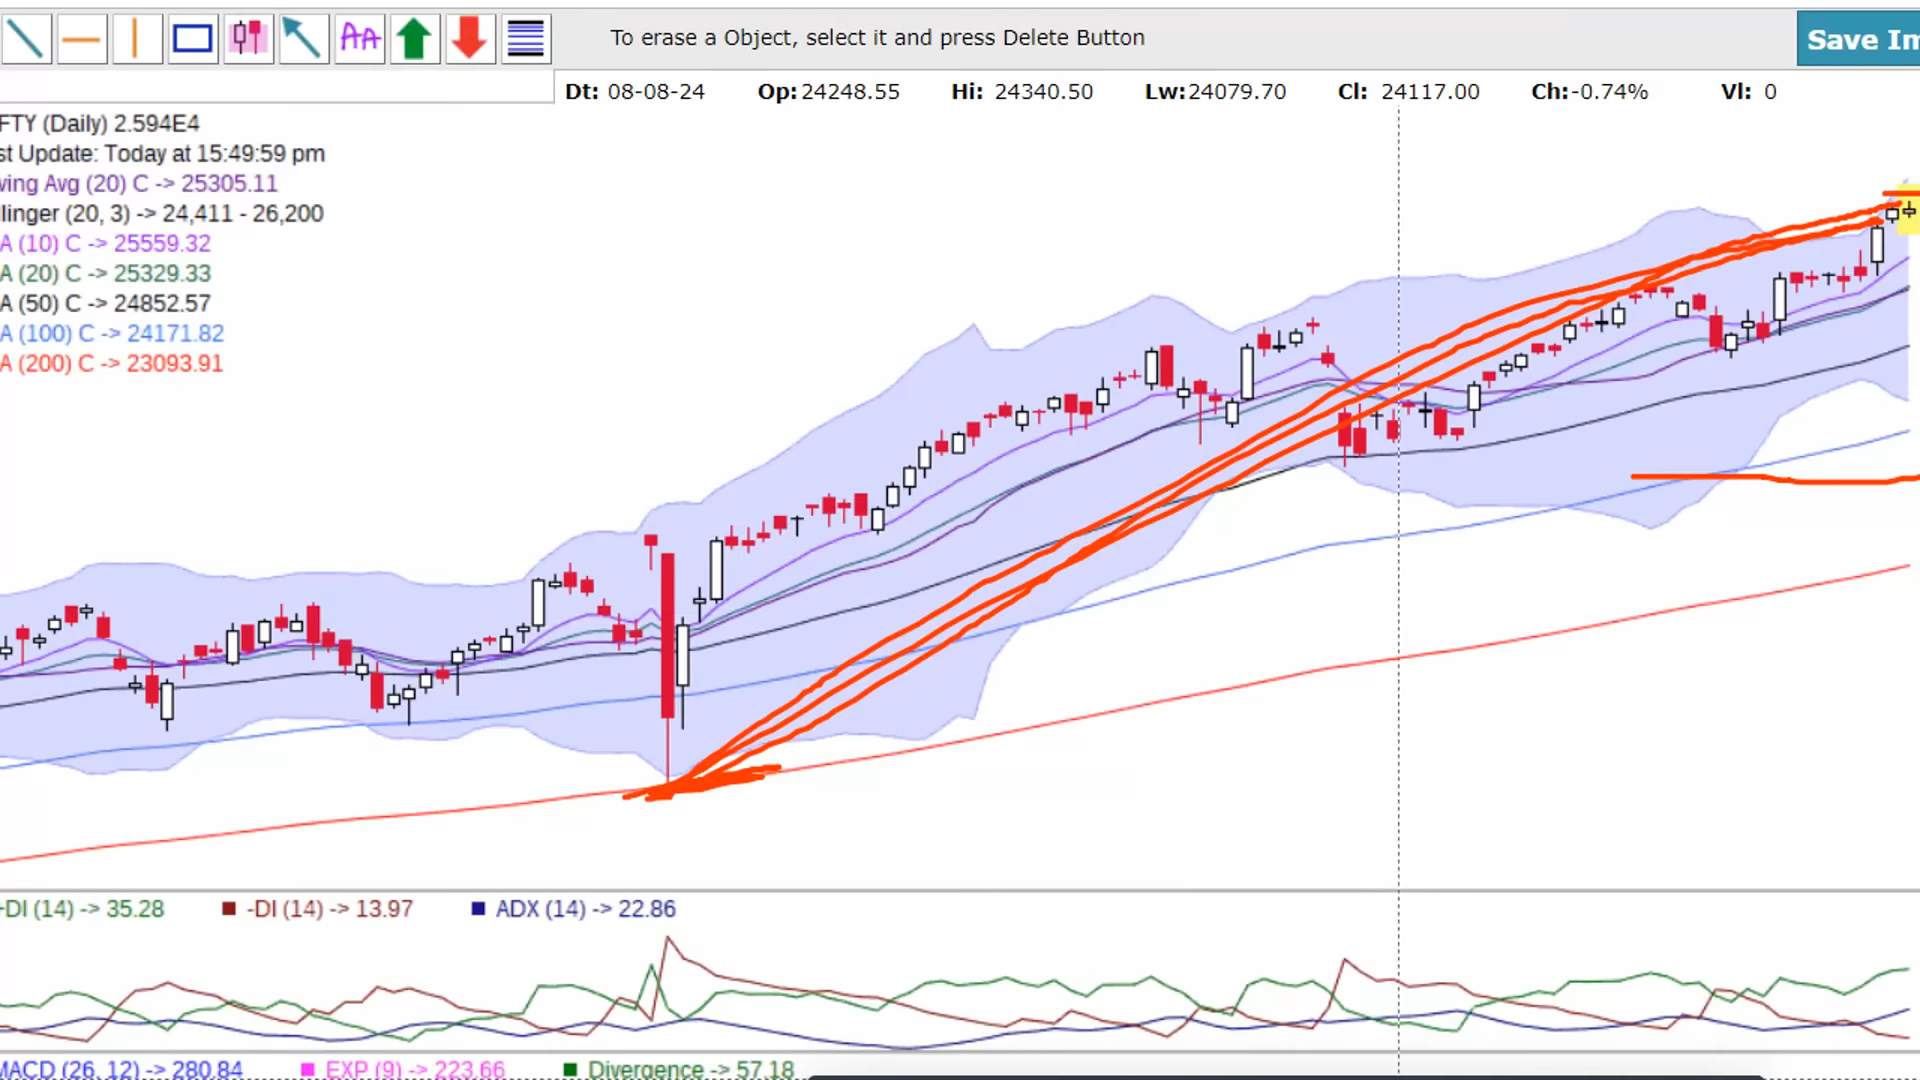 AA To erase a Object, select it and press Delete Button Save Im
Dt: 08-08-24 Op: 24248.55 Hi: 24340.50 Lw: 24079.70 Cl: 24117.00 Ch:-0.74% Vl: 0
FTY (Daily) 2.594E4
st Update: Today at 15:49:59 pm
ving Avg (20) C -> 25305.11
llinger (20, 3) -> 24,411 - 26,200
A (10) C -> 25559.32
A (20) C -> 25329.33
A (50) C -> 24852.57
A (100) C -> 24171.82
A (200) C -> 23093.91
+DI (14) -> 35.28 -DI (14) -> 13.97 ADX (14) -> 22.86
MACD (26, 12) -> 280.84 EXP (9) -> 223.66 Divergence -> 57.18